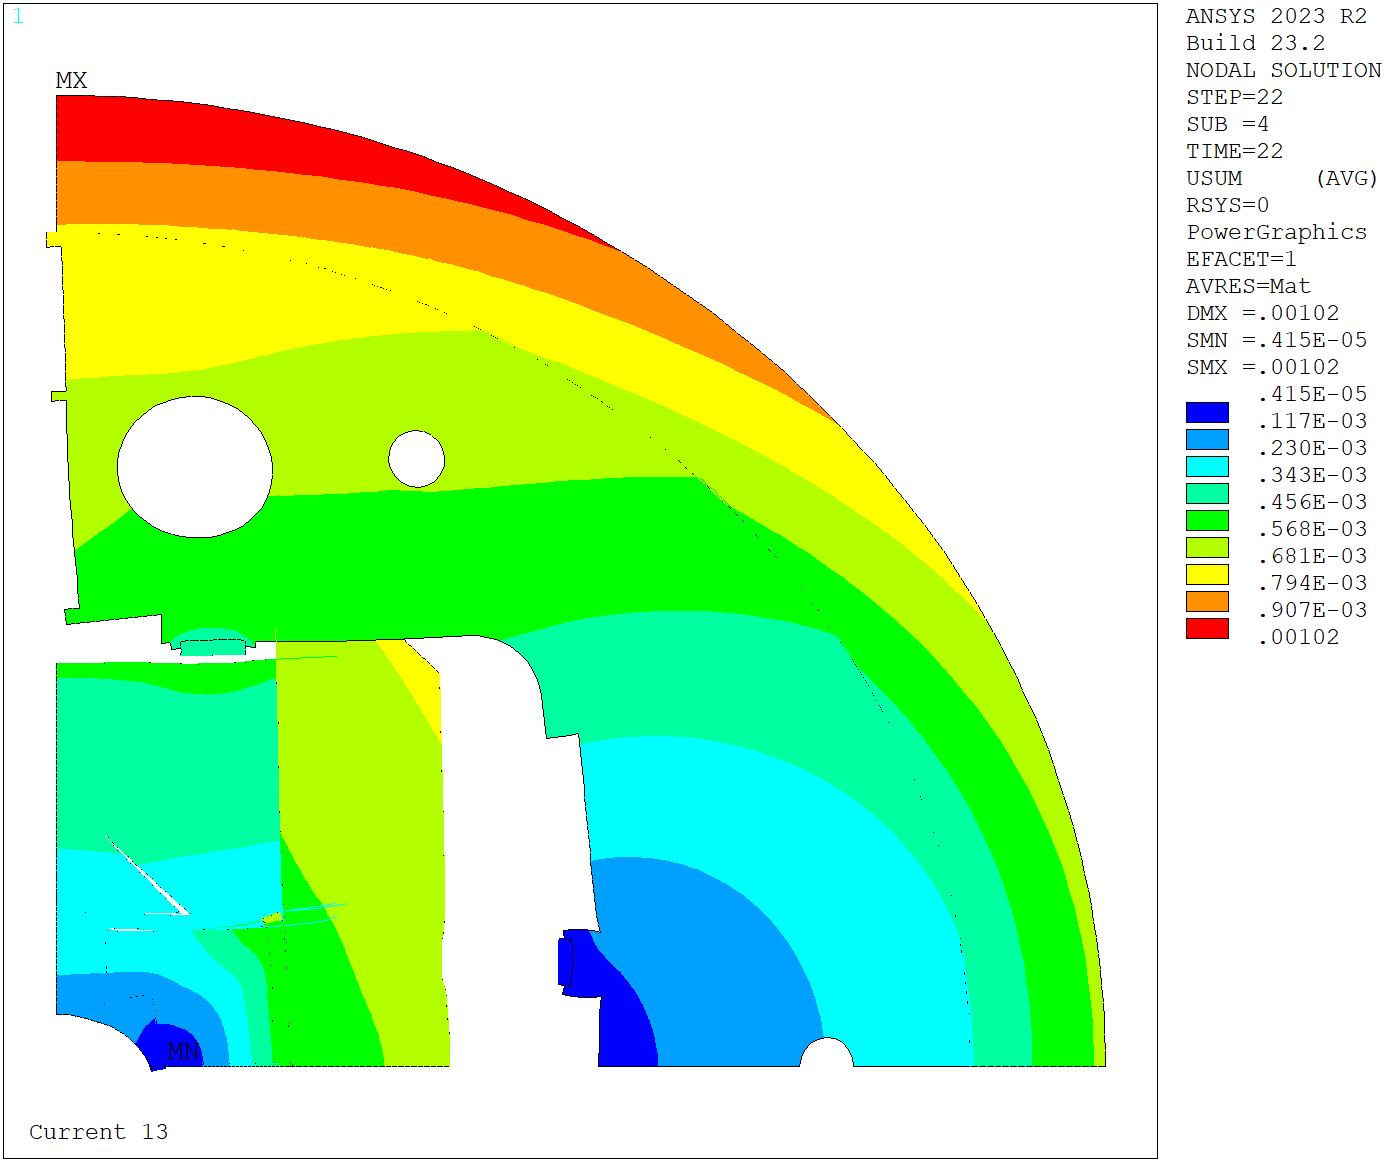 1
MX
MN
Current 13
ANSYS 2023 R2
Build 23.2
NODAL SOLUTION
STEP=22
SUB =4
TIME=22
USUM (AVG)
RSYS=0
PowerGraphics
EFACET=1
AVRES=Mat
DMX =.00102
SMN =.415E-05
SMX =.00102
.415E-05
.117E-03
.230E-03
.343E-03
.456E-03
.568E-03
.681E-03
.794E-03
.907E-03
.00102